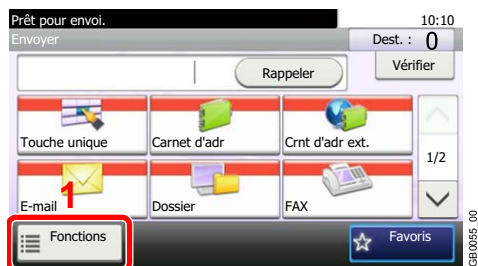 Prêt pour envoi. 10:10
Envoyer Dest. : 0
Rappeler Vérifier
Touche unique Carnet d'adr Crnt d'adr ext.
1/2
E-mail Dossier FAX
1
Fonctions Favoris
GB0055_00